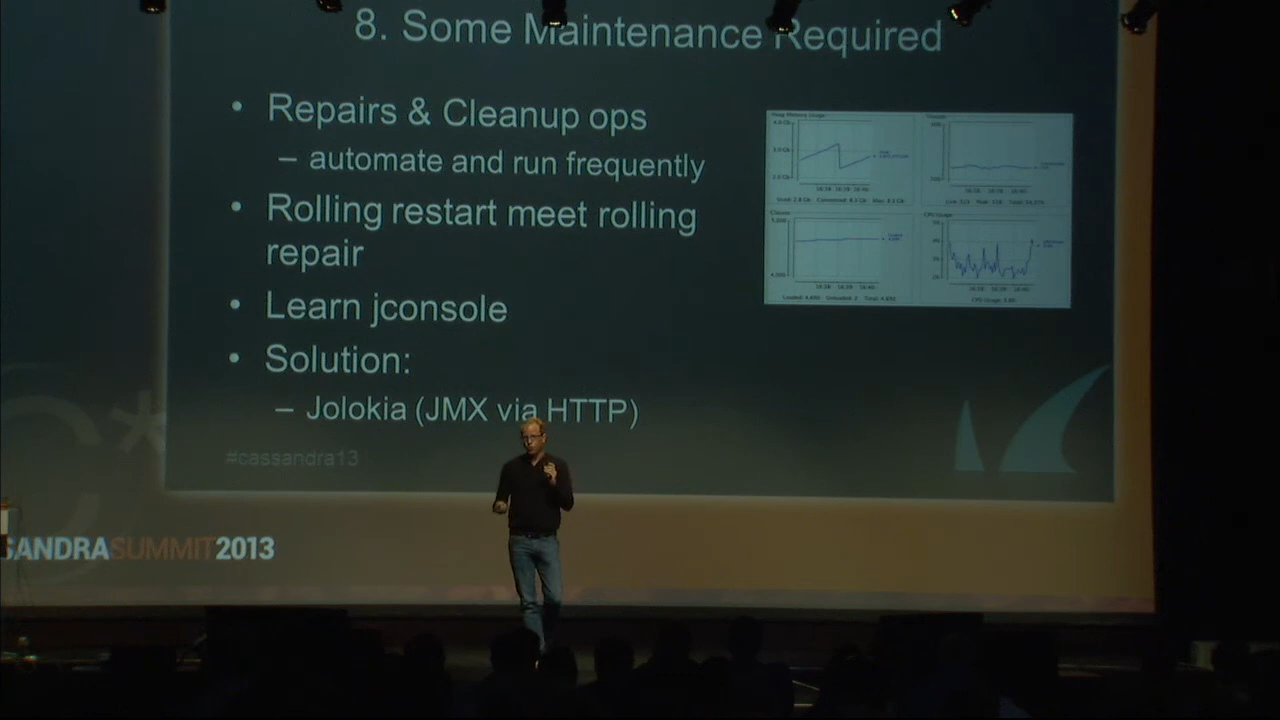 8. Some Maintenance Required
• Repairs & Cleanup ops
– automate and run frequently
• Rolling restart meet rolling
repair
• Learn jconsole
• Solution:
– Jolokia (JMX via HTTP)
#cassandra13
SANDRASUMMIT2013